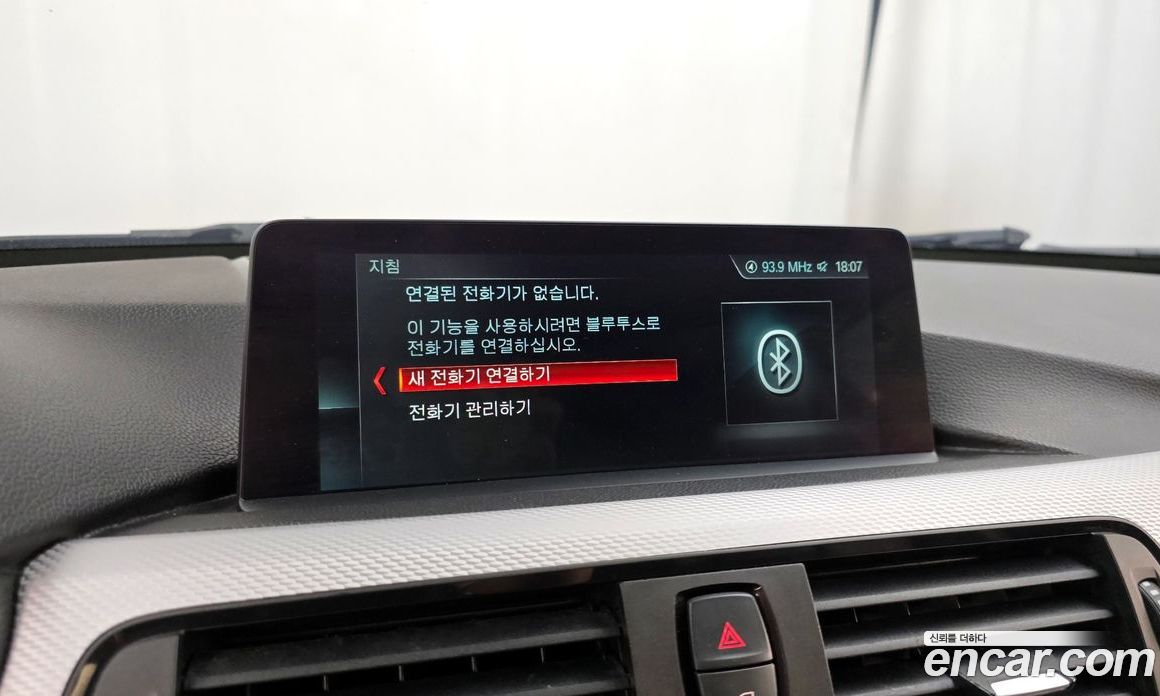 지침
93.9 MHz 18:07
연결된 전화기가 없습니다.
이 기능을 사용하시려면 블루투스로
전화기를 연결하십시오.
새 전화기 연결하기
전화기 관리하기
신뢰를 더하다
encar.com